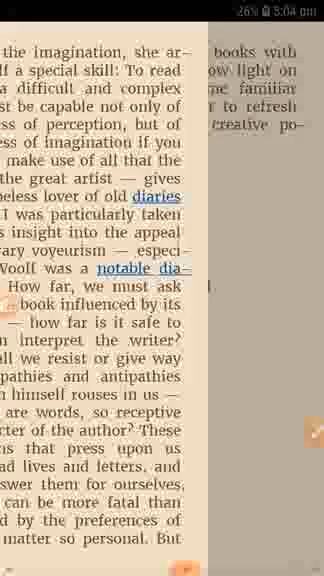 26% 5:04 pm
the imagination, she ar-
lf a special skill: To read
a difficult and complex
st be capable not only of
ss of perception, but of
ss of imagination if you
make use of all that the
the great artist — gives
eless lover of old diaries
I was particularly taken
s insight into the appeal
ary voyeurism — especi-
Woolf was a notable dia-
How far, we must ask
book influenced by its
— how far is it safe to
n interpret the writer?
all we resist or give way
pathies and antipathies
n himself rouses in us —
are words, so receptive
cter of the author? These
ns that press upon us
ad lives and letters, and
swer them for ourselves,
can be more fatal than
d by the preferences of
matter so personal. But
books with
ow light on
me familiar
r to refresh
creative po-